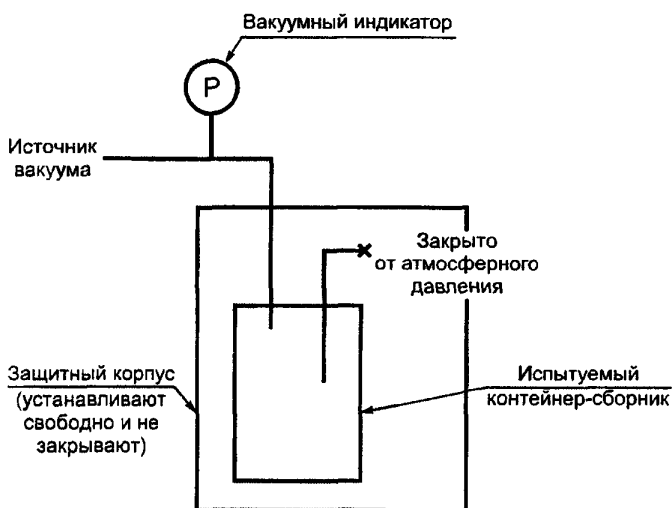 Вакуумный индикатор
P
Источник
вакуума
Закрыто
от атмосферного
давления
Защитный корпус
(устанавливают
свободно и не
закрывают)
Испытуемый
контейнер-сборник